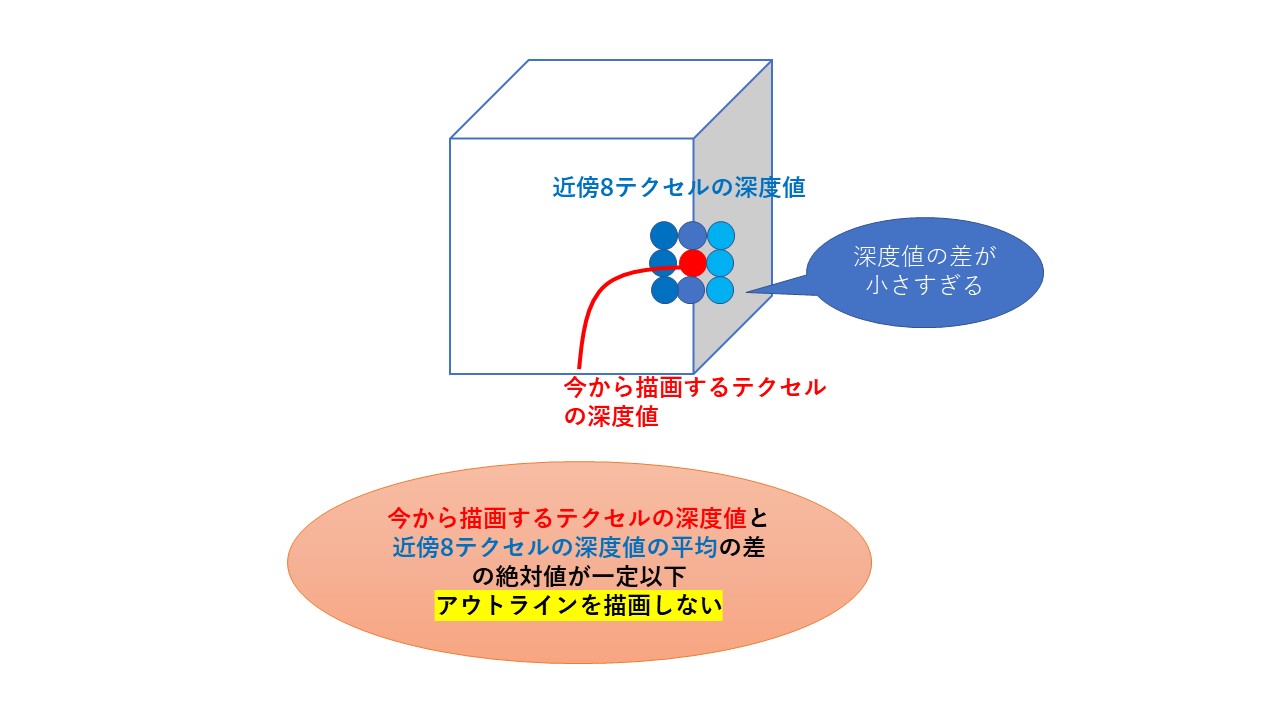 近傍8テクセルの深度値
深度値の差が
小さすぎる
今から描画するテクセル
の深度値
今から描画するテクセルの深度値と
近傍8テクセルの深度値の平均の差
の絶対値が一定以下
アウトラインを描画しない